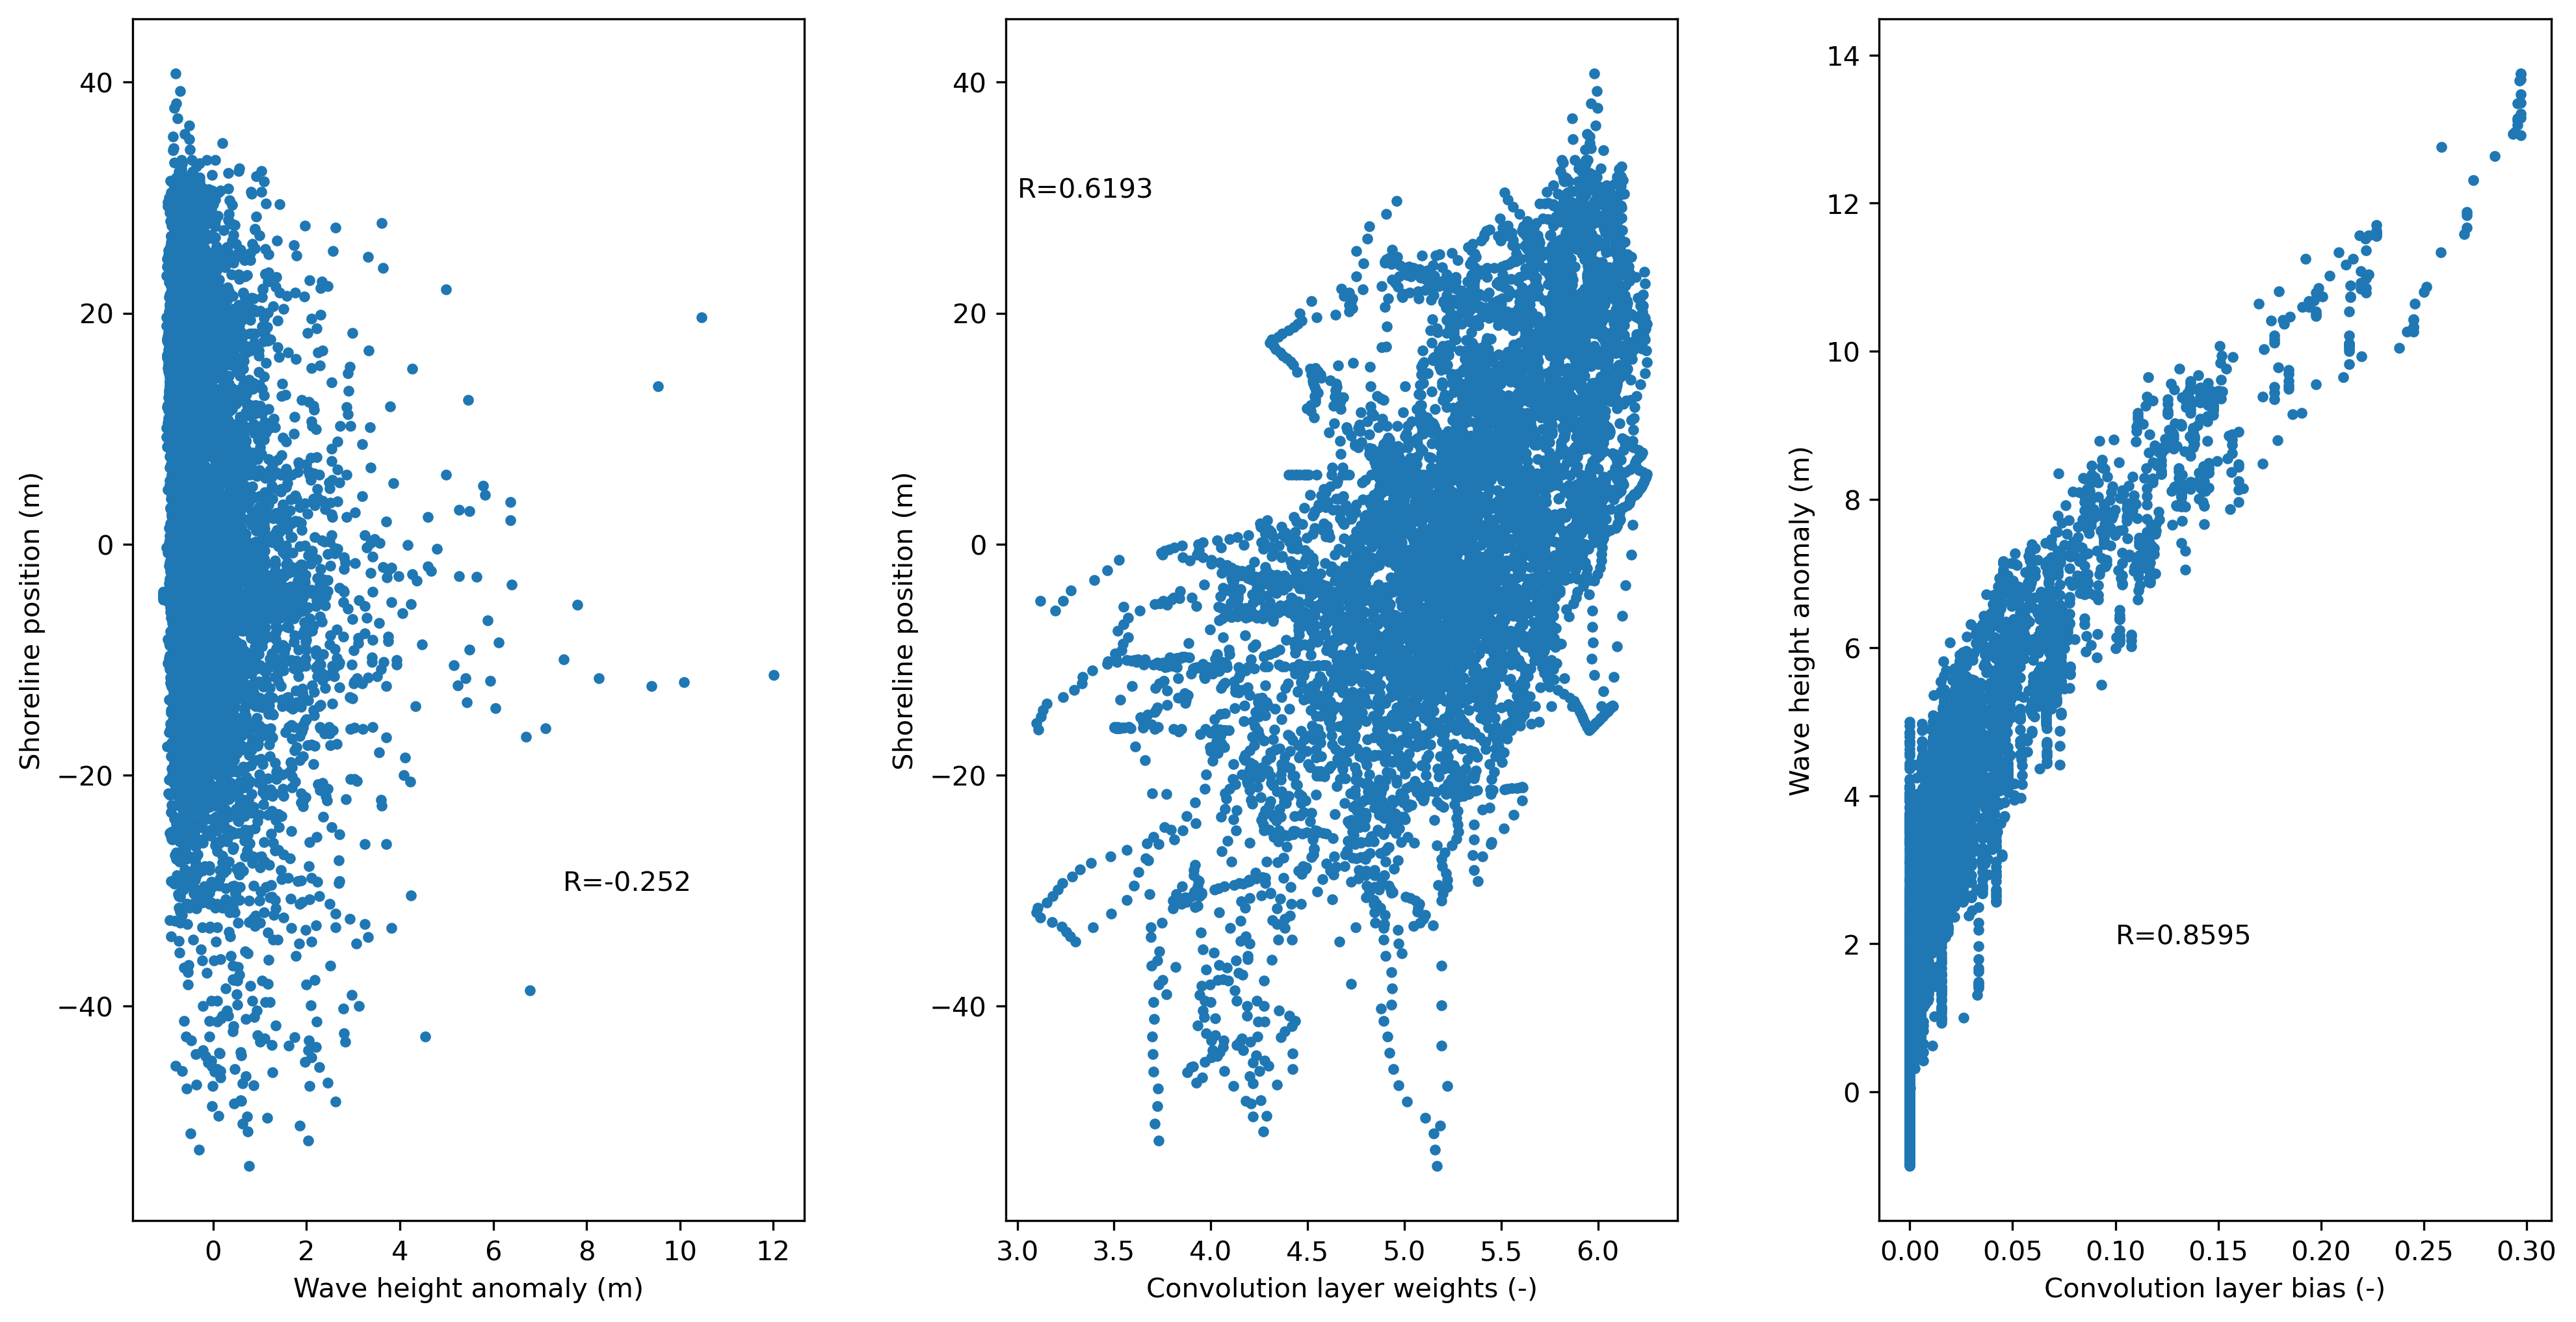 Shoreline position (m)
40
20
0
−20
−40
R=-0.252
0 2 4 6 8 10 12
Wave height anomaly (m)
Shoreline position (m)
40
20
0
−20
−40
R=0.6193
3.0 3.5 4.0 4.5 5.0 5.5 6.0
Convolution layer weights (-)
Wave height anomaly (m)
14
12
10
8
6
4
2
0
R=0.8595
0.00 0.05 0.10 0.15 0.20 0.25 0.30
Convolution layer bias (-)